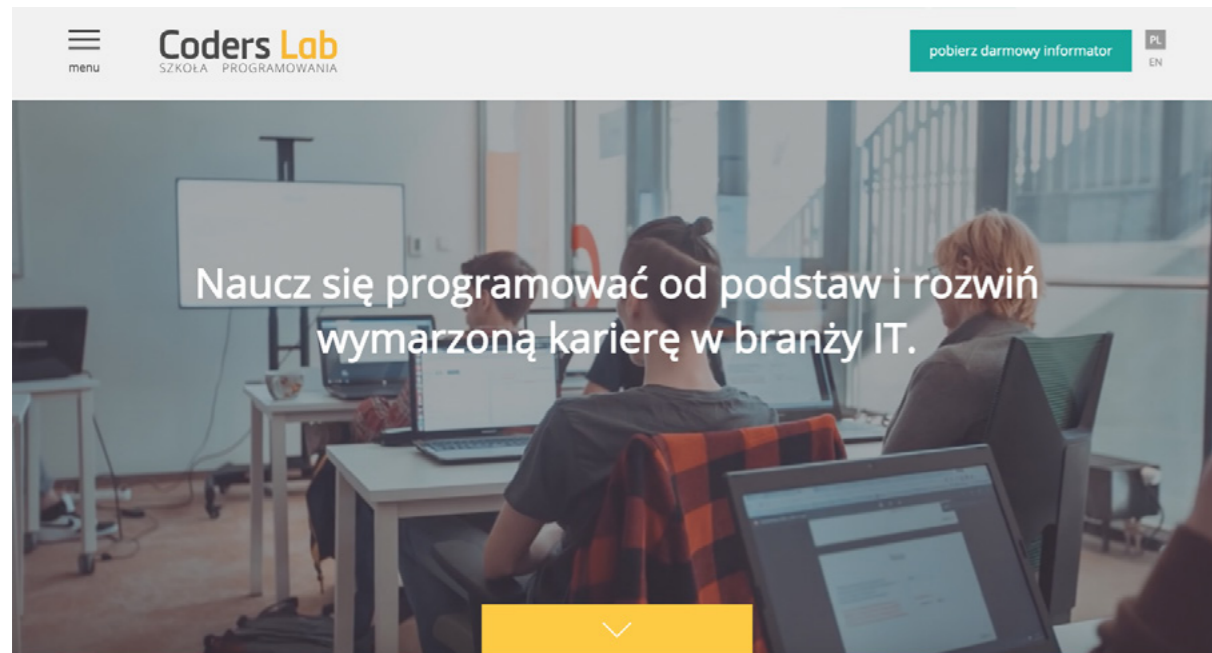 menu
Coders Lab
SZKOŁA PROGRAMOWANIA
pobierz darmowy informator
PL
EN
Naucz się programować od podstaw i rozwiń
wymarzoną karierę w branży IT.